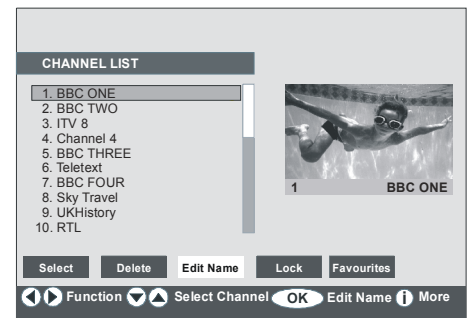 CHANNEL LIST
1. BBC ONE
2. BBC TWO
3. ITV 8
4. Channel 4
5. BBC THREE
6. Teletext
7. BBC FOUR
8. Sky Travel
9. UKHistory
10. RTL
1 BBC ONE
Select Delete Edit Name Lock Favourites
Function Select Channel OK Edit Name i More